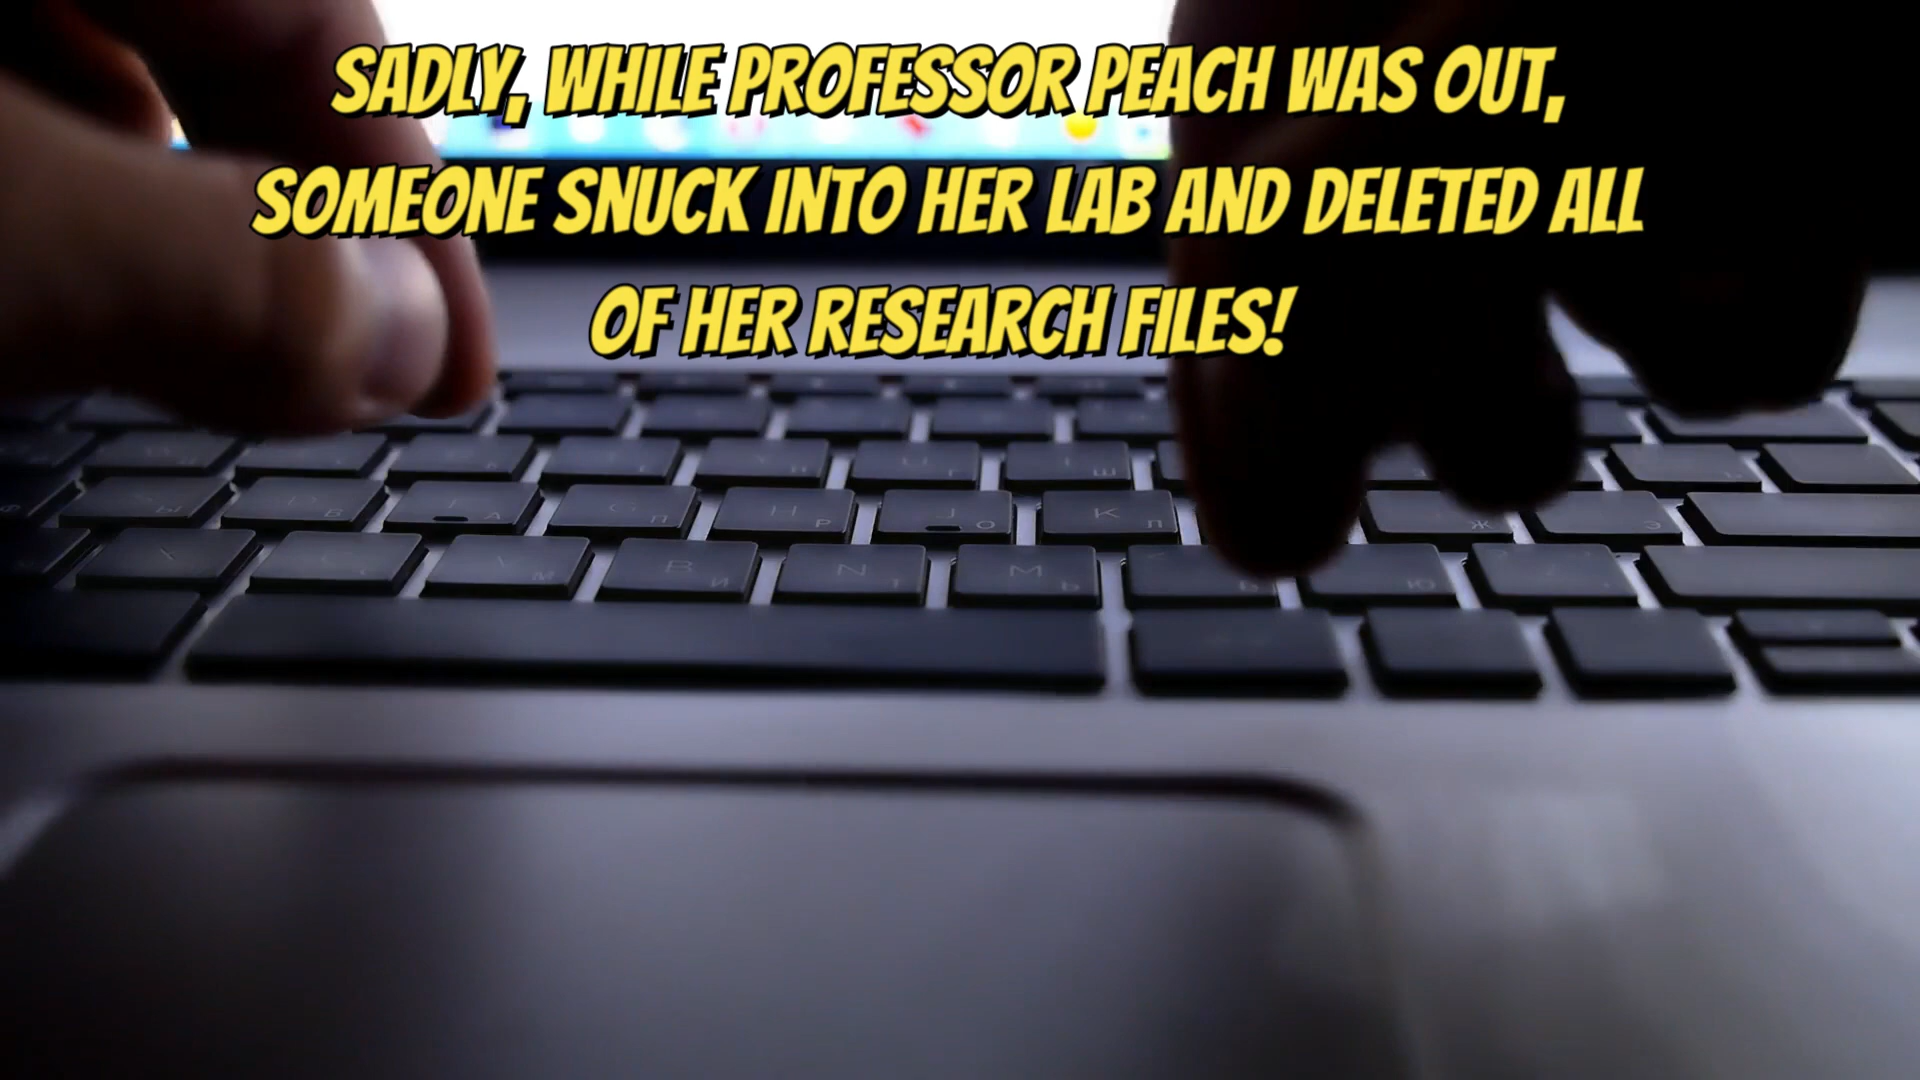 SADLY, WHILE PROFESSOR PEACH WAS OUT,
SOMEONE SNUCK INTO HER LAB AND DELETED ALL
OF HER RESEARCH FILES!
H Р J О K Л
B И N Т M Ь